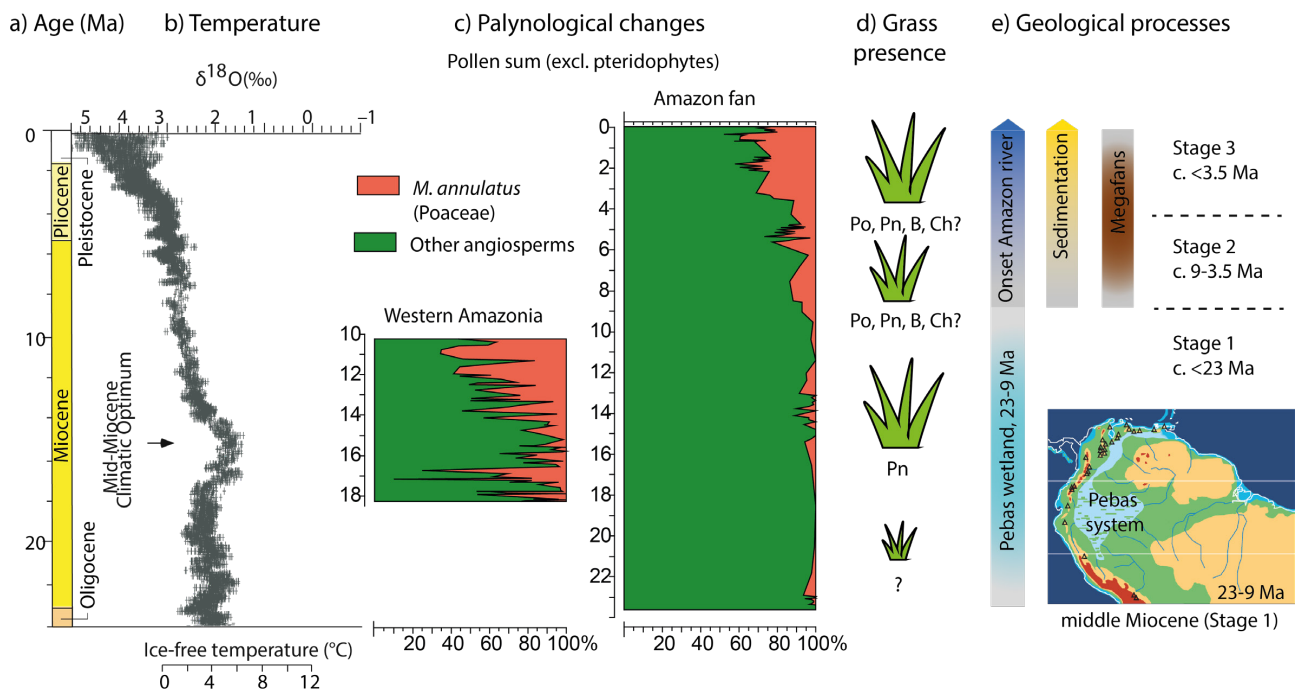 a) Age (Ma)
b) Temperature
c) Palynological changes
d) Grass
presence
e) Geological processes
δ18O(‰)
5 4 3 2 1 0 −1
Pollen sum (excl. pteridophytes)
Amazon fan
M. annulatus
(Poaceae)
Other angiosperms
Western Amazonia
0
10
20
Pliocene
Pleistocene
Miocene
Oligocene
Mid-Miocene
Climatic Optimum
10
12
14
16
18
0
2
4
6
8
10
12
14
16
18
20
22
20 40 60 80 100%
20 40 60 80 100%
Ice-free temperature (°C)
0 4 8 12
Po, Pn, B, Ch?
Po, Pn, B, Ch?
Pn
?
Onset Amazon river
Sedimentation
Megafans
Pebas wetland, 23-9 Ma
Stage 3
c. <3.5 Ma
Stage 2
c. 9-3.5 Ma
Stage 1
c. <23 Ma
Pebas
system
23-9 Ma
middle Miocene (Stage 1)